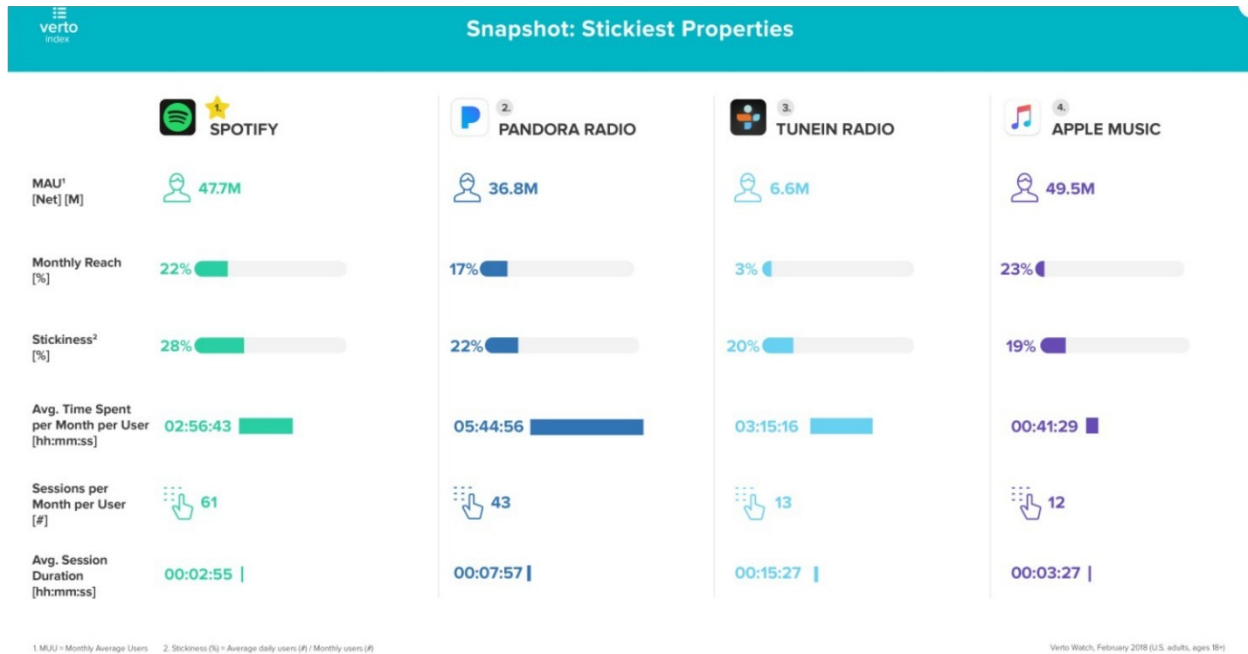 verto
index
Snapshot: Stickiest Properties
1.
SPOTIFY
2.
PANDORA RADIO
3.
TUNEIN RADIO
4.
APPLE MUSIC
MAU¹
[Net] [M]
47.7M
36.8M
6.6M
49.5M
Monthly Reach
[%]
22%
17%
3%
23%
Stickiness²
[%]
28%
22%
20%
19%
Avg. Time Spent
per Month per User
[hh:mm:ss]
02:56:43
05:44:56
03:15:16
00:41:29
Sessions per
Month per User
[#]
61
43
13
12
Avg. Session
Duration
[hh:mm:ss]
00:02:55
00:07:57
00:15:27
00:03:27
1. MUU = Monthly Average Users 2. Stickiness (%) = Average daily users (#) / Monthly users (#)
Verto Watch, February 2018 (U.S. adults, ages 18+)